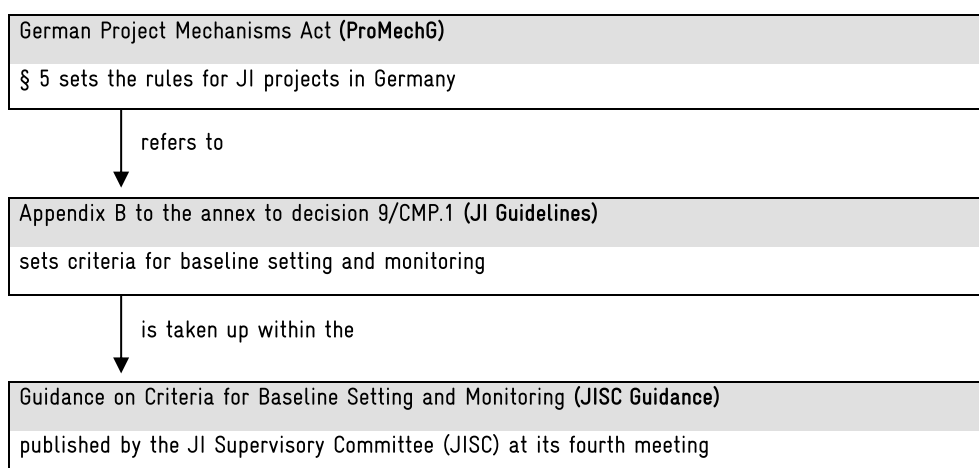 German Project Mechanisms Act (ProMechG)
§ 5 sets the rules for JI projects in Germany
refers to
Appendix B to the annex to decision 9/CMP.1 (JI Guidelines)
sets criteria for baseline setting and monitoring
is taken up within the
Guidance on Criteria for Baseline Setting and Monitoring (JISC Guidance)
published by the JI Supervisory Committee (JISC) at its fourth meeting